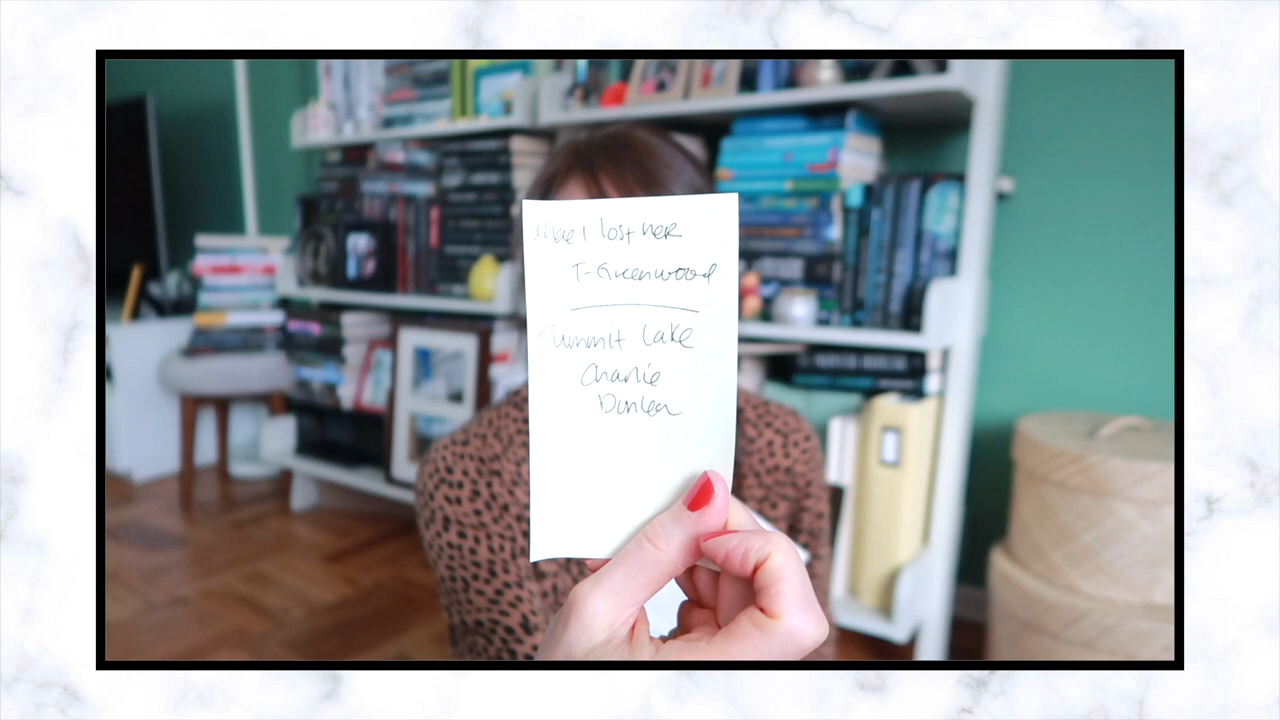 Where I lost her
T-Greenwood
Summit Lake
Charlie
Donlea